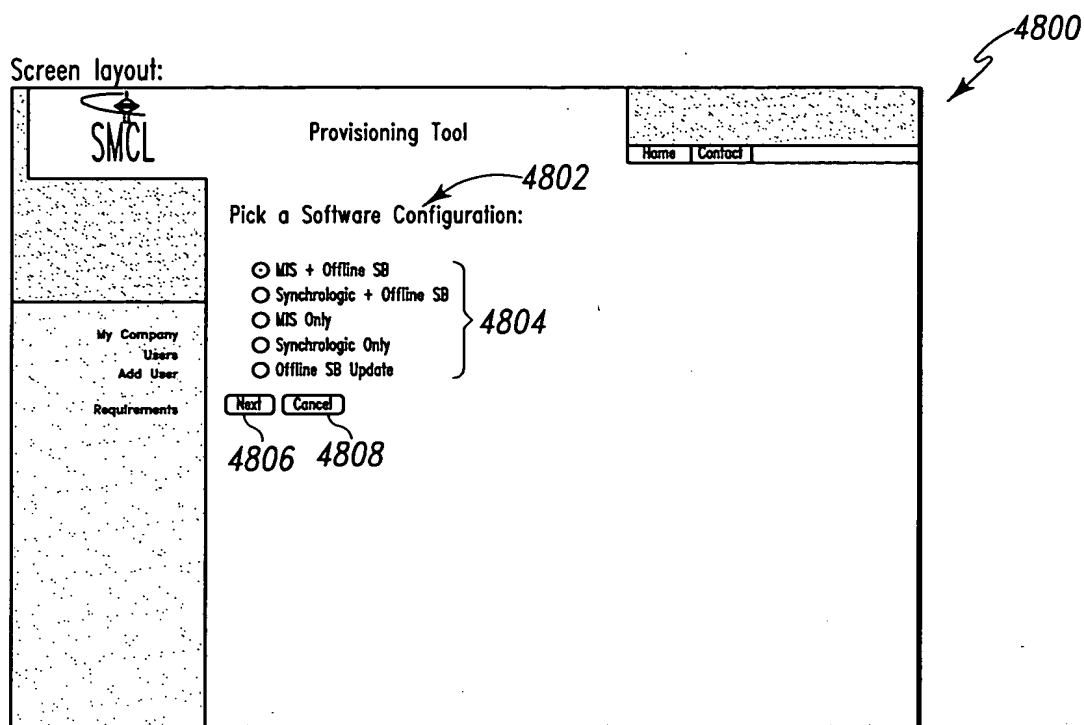 4800
Screen layout:
SMCL
Provisioning Tool
Home Contact
4802
Pick a Software Configuration:
MIS + Offline SB
Synchrologic + Offline SB
MIS Only
Synchrologic Only
Offline SB Update
4804
My Company
Users
Add User
Requirements
Next Cancel
4806 4808